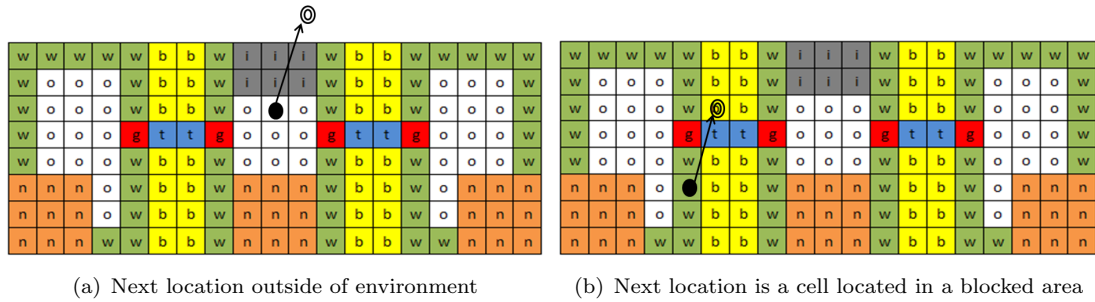 w w w w w b b w i i i w b b w w w w w
w o o o w b b w i i i w b b w o o o w
w o o o w b b w o o w b b w o o o w
w o o o g t t g o o o g t t g o o o w
w o o o w b b w o o o w b b w o o o w
n n n o w b b w n n n w b b w o n n n
n n n o w b b w n n n w b b w o n n n
n n n w w b b w n n n w b b w w n n n
(a) Next location outside of environment
w w w w w b b w i i i w b b w w w w w
w o o o w b b w i i i w b b w o o o w
w o o o w b w o o o w b b w o o o w
w o o o g t t g o o o g t t g o o o w
w o o o w b b w o o o w b b w o o o w
n n n o b b w n n n w b b w o n n n
n n n o w b b w n n n w b b w o n n n
n n n w w b b w n n n w b b w w n n n
(b) Next location is a cell located in a blocked area